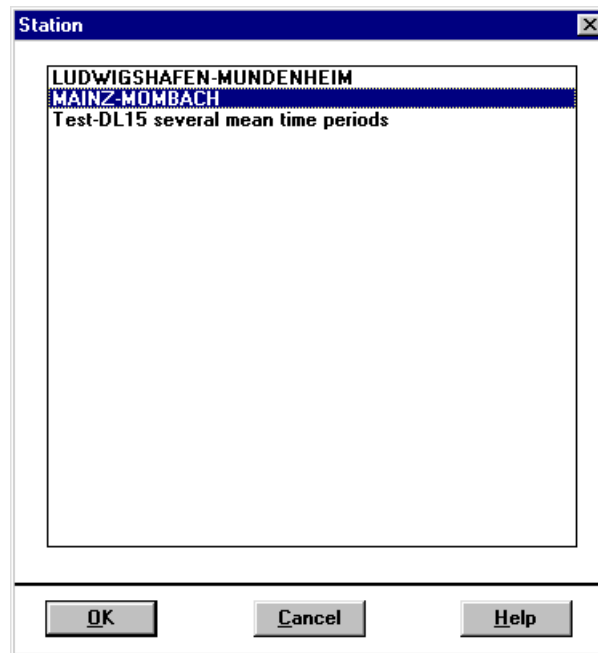 Station
LUDWIGSHAFEN-MUNDENHEIM
MAINZ-MOMBACH
Test-DL15 several mean time periods
OK
Cancel
Help